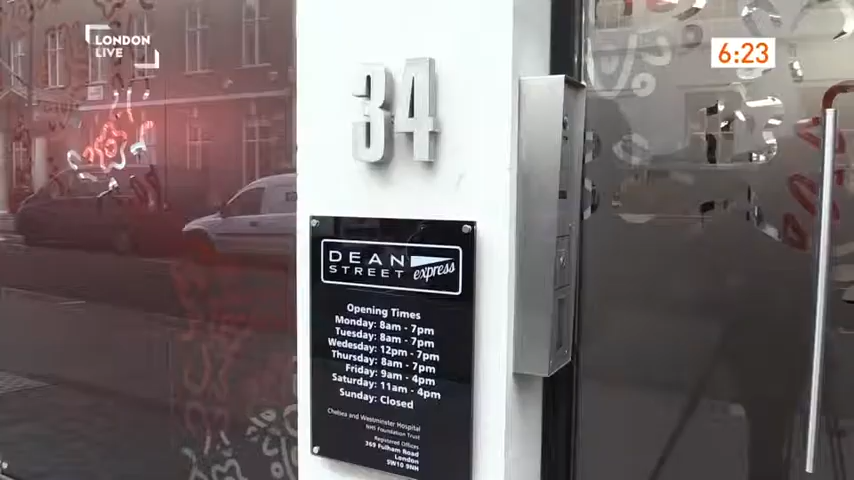 LONDON
LIVE
6:23
34
DEAN
STREET express
Opening Times
Monday: 8am - 7pm
Tuesday: 8am - 7pm
Wedesday: 12pm - 7pm
Thursday: 8am - 7pm
Friday: 9am - 4pm
Saturday: 11am - 4pm
Sunday: Closed
Chelsea and Westminster Hospital
NHS Foundation Trust
Registered Offices
369 Fulham Road
London
SW10 9NH